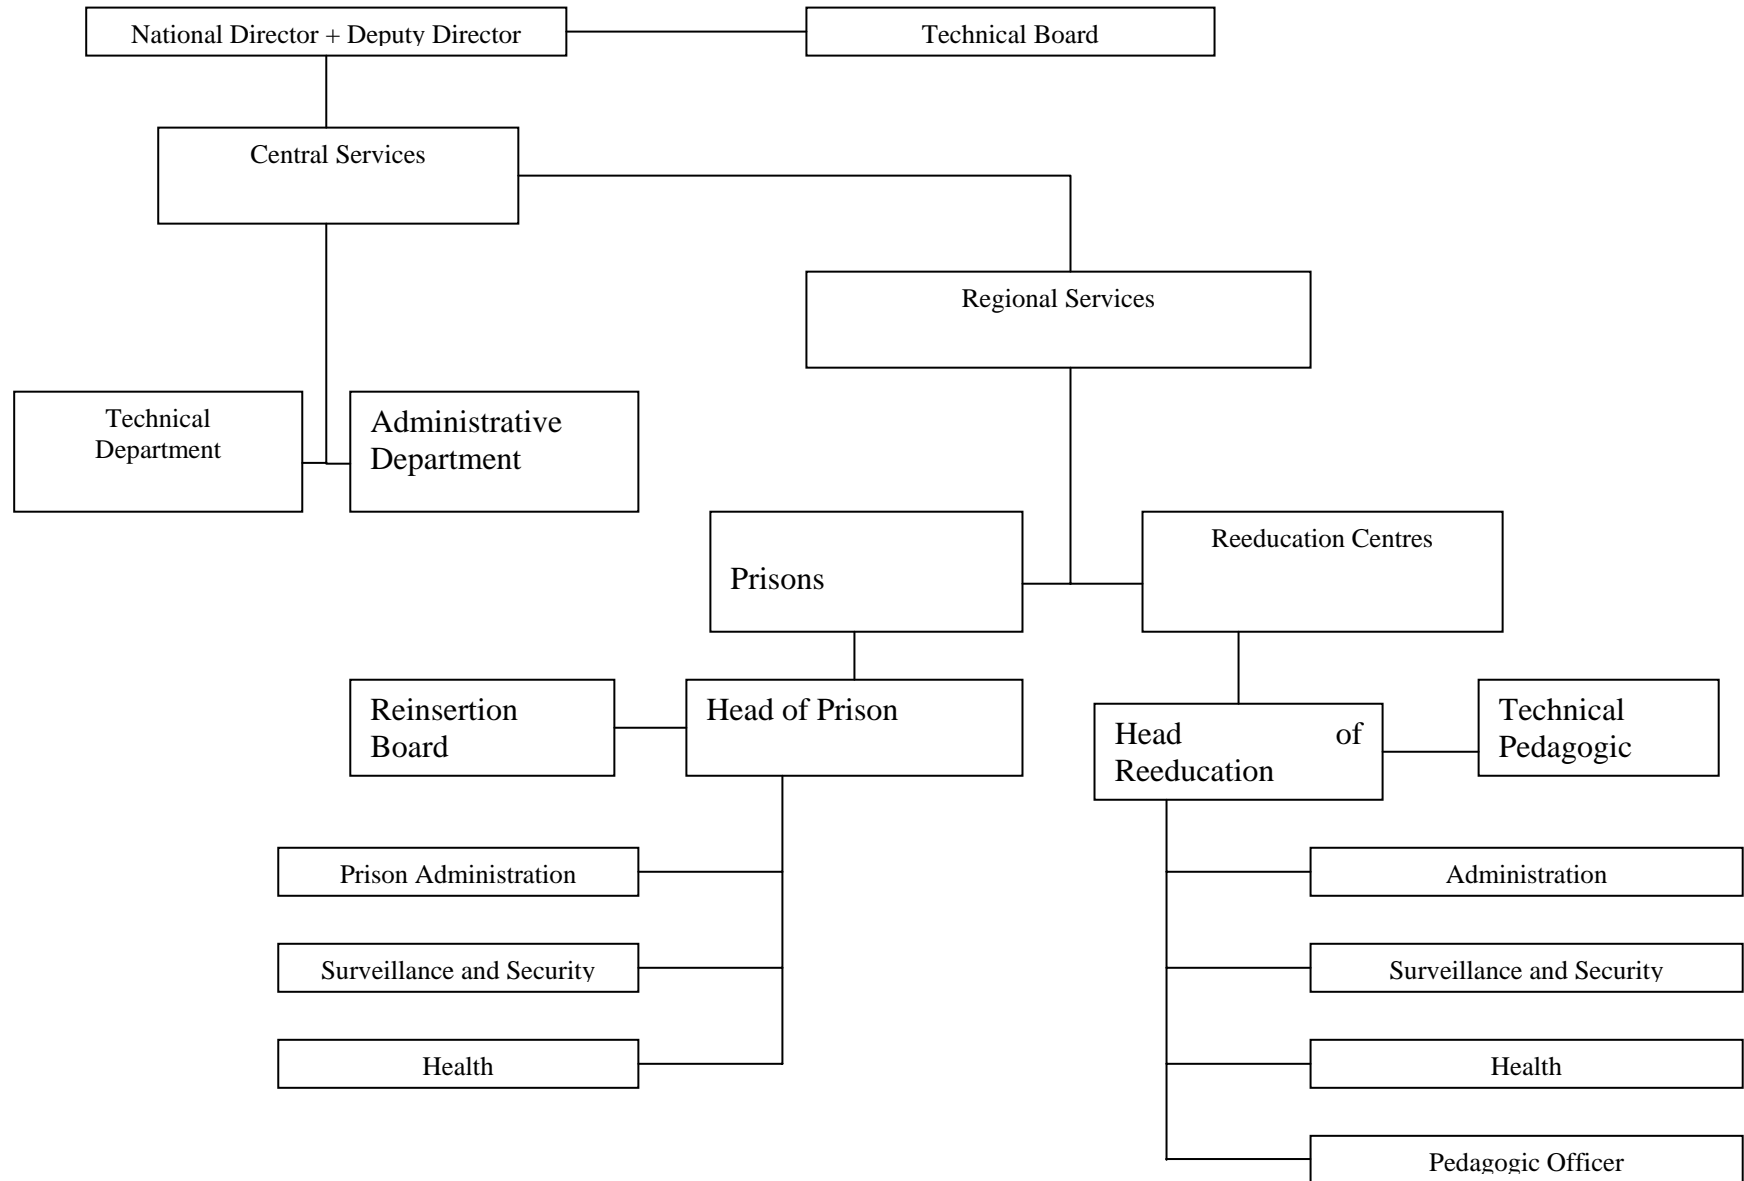 National Director + Deputy Director
Technical Board
Central Services
Regional Services
Technical
Department
Administrative
Department
Prisons
Reeducation Centres
Reinsertion
Board
Head of Prison
Head of
Reeducation
Technical
Pedagogic
Prison Administration
Administration
Surveillance and Security
Surveillance and Security
Health
Health
Pedagogic Officer